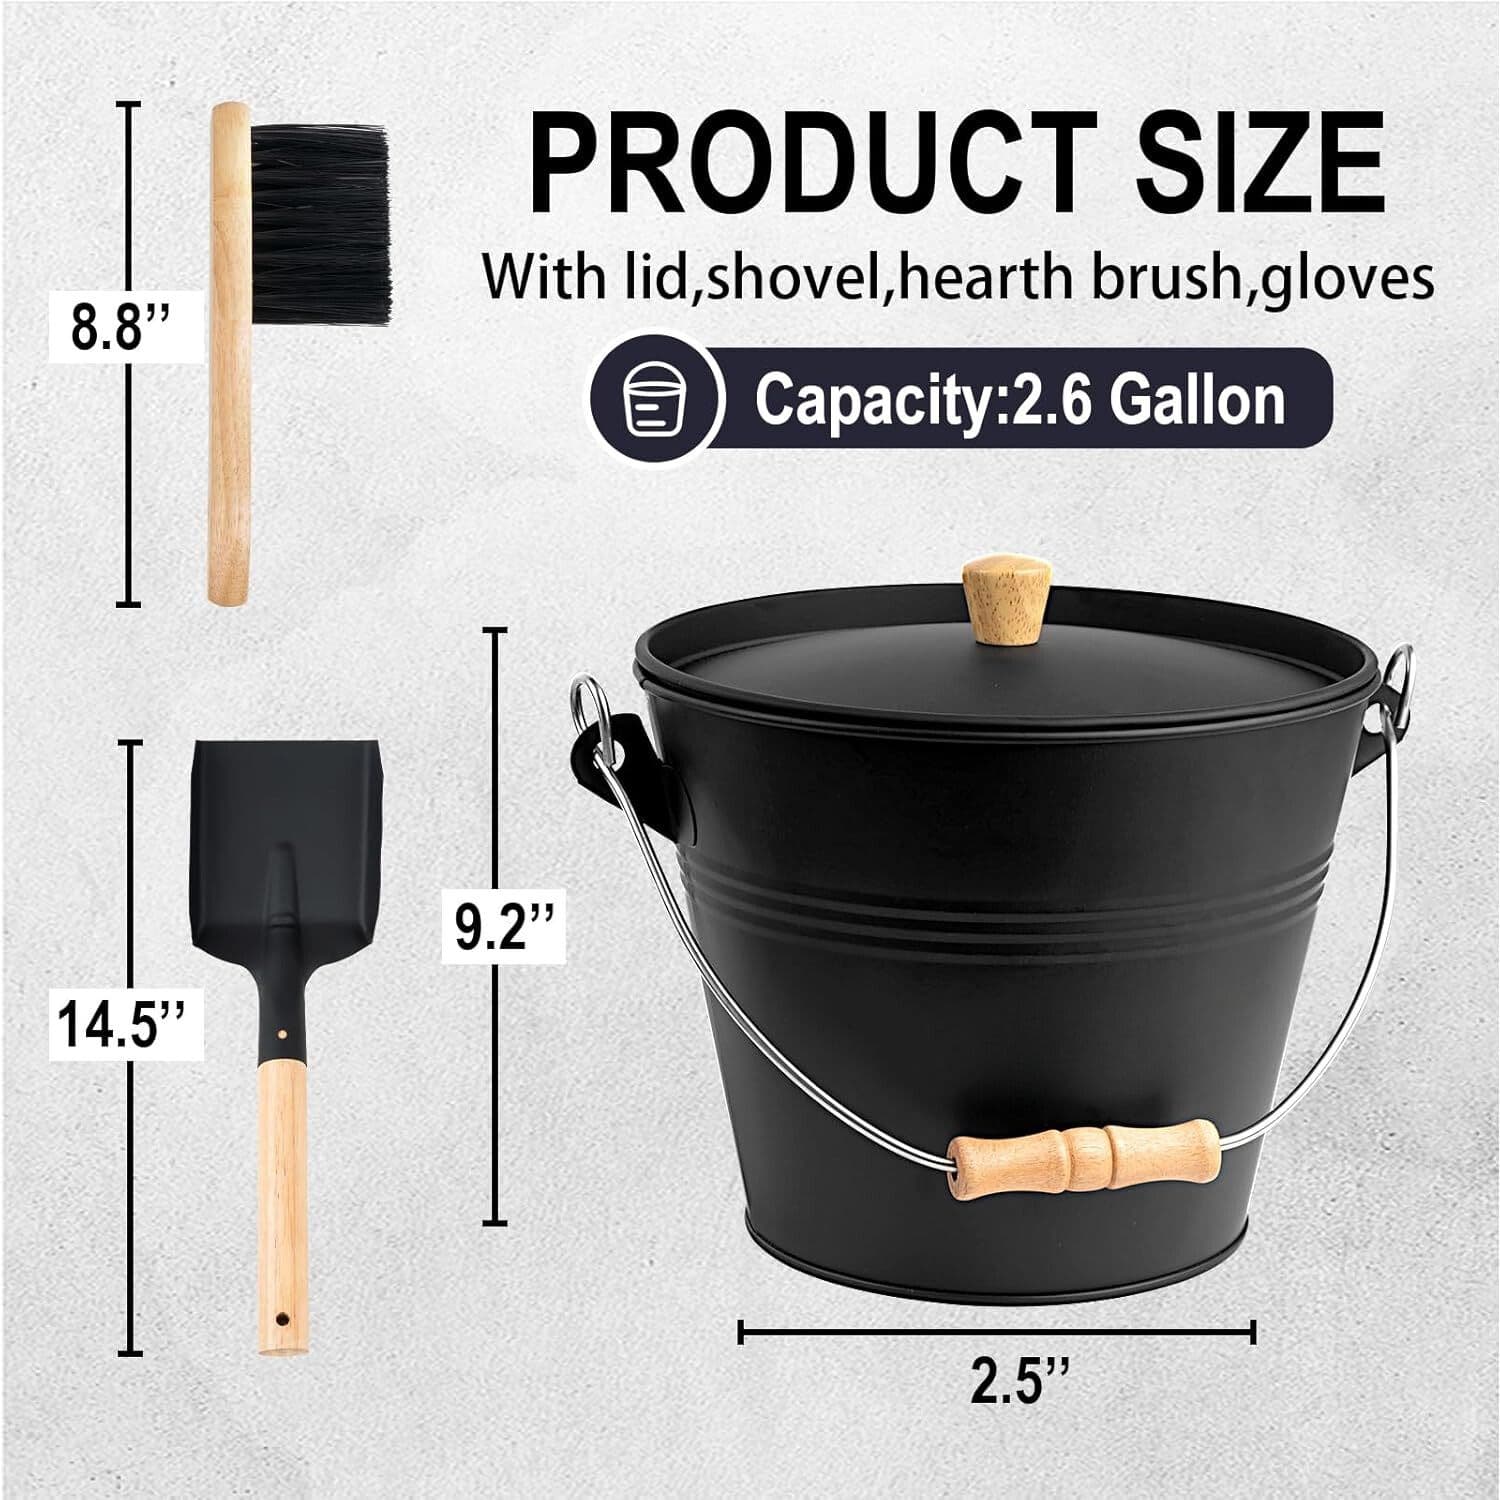 PRODUCT SIZE
With lid,shovel,hearth brush,gloves
Capacity:2.6 Gallon
8.8’’
14.5’’
9.2’’
2.5’’